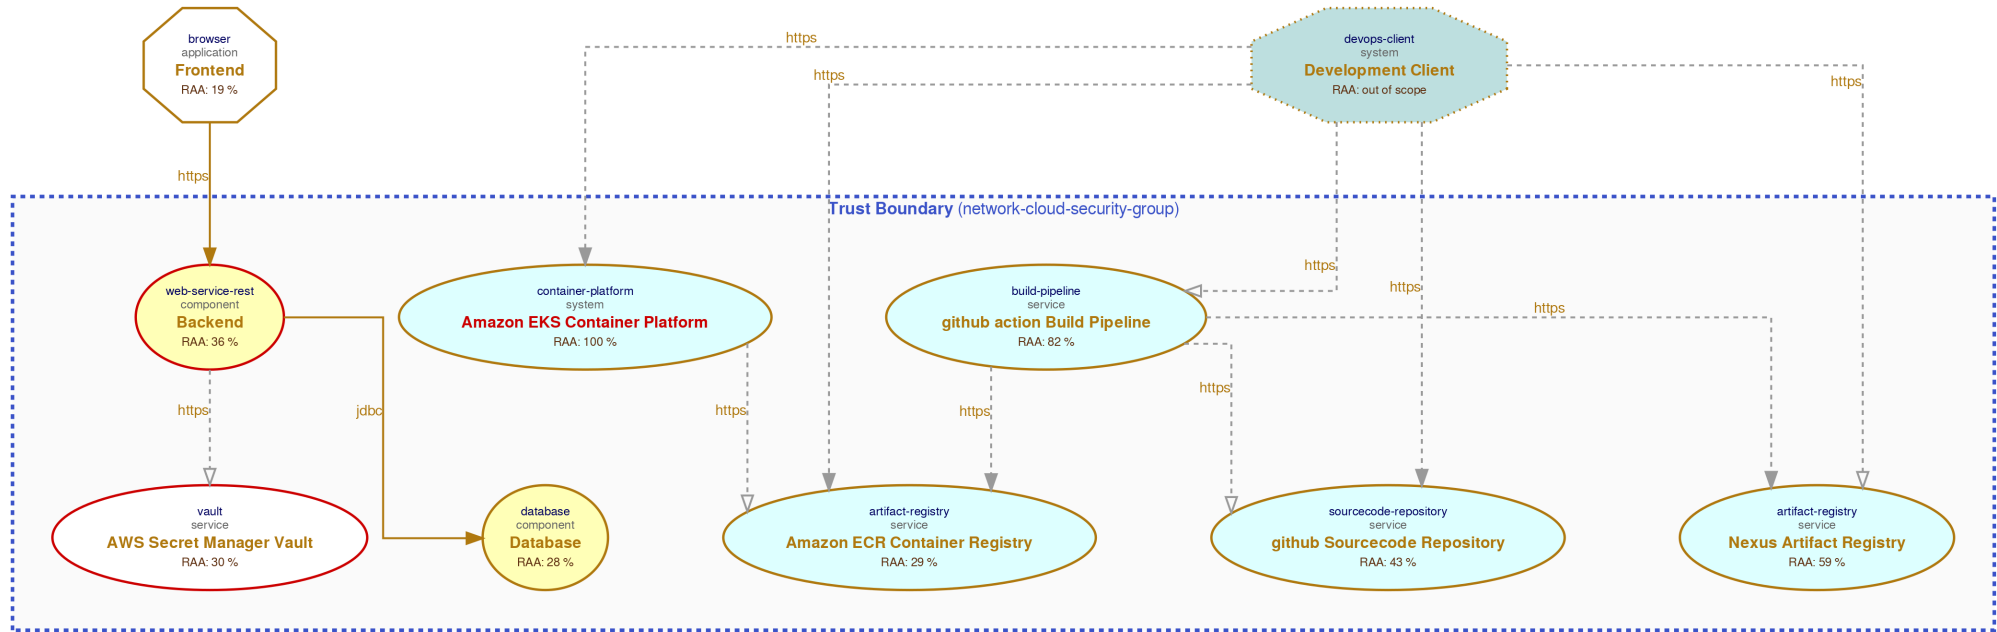 browser
application
Frontend
RAA: 19 %
devops-client
system
Development Client
RAA: out of scope
https
https
https
https
Trust Boundary (network-cloud-security-group)
https
https
https
web-service-rest
component
Backend
RAA: 36 %
container-platform
system
Amazon EKS Container Platform
RAA: 100 %
build-pipeline
service
github action Build Pipeline
RAA: 82 %
https
jdbc
https
https
https
vault
service
AWS Secret Manager Vault
RAA: 30 %
database
component
Database
RAA: 28 %
artifact-registry
service
Amazon ECR Container Registry
RAA: 29 %
sourcecode-repository
service
github Sourcecode Repository
RAA: 43 %
artifact-registry
service
Nexus Artifact Registry
RAA: 59 %